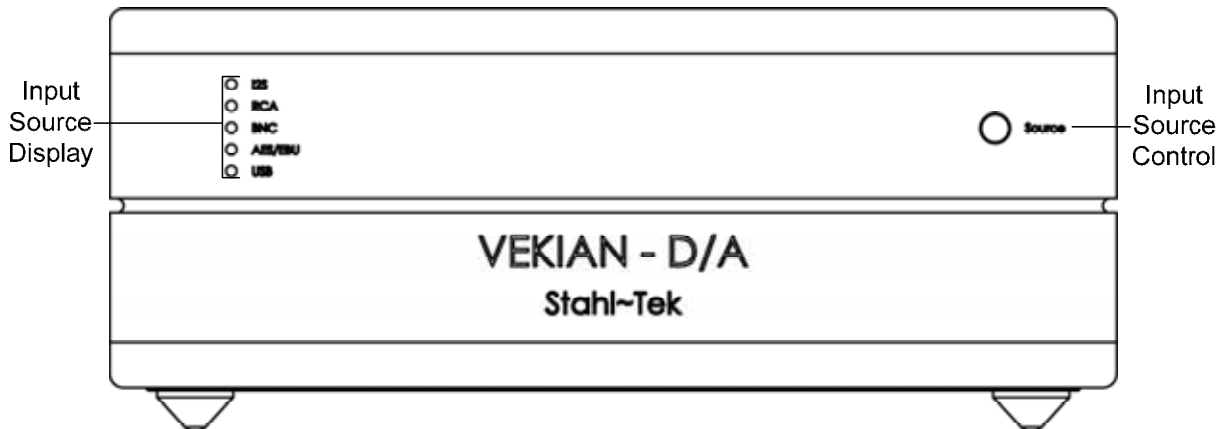 Input
Source
Display
I2S
RCA
BNC
AES/EBU
USB
Source
Input
Source
Control
VEKIAN - D/A
Stahl~Tek